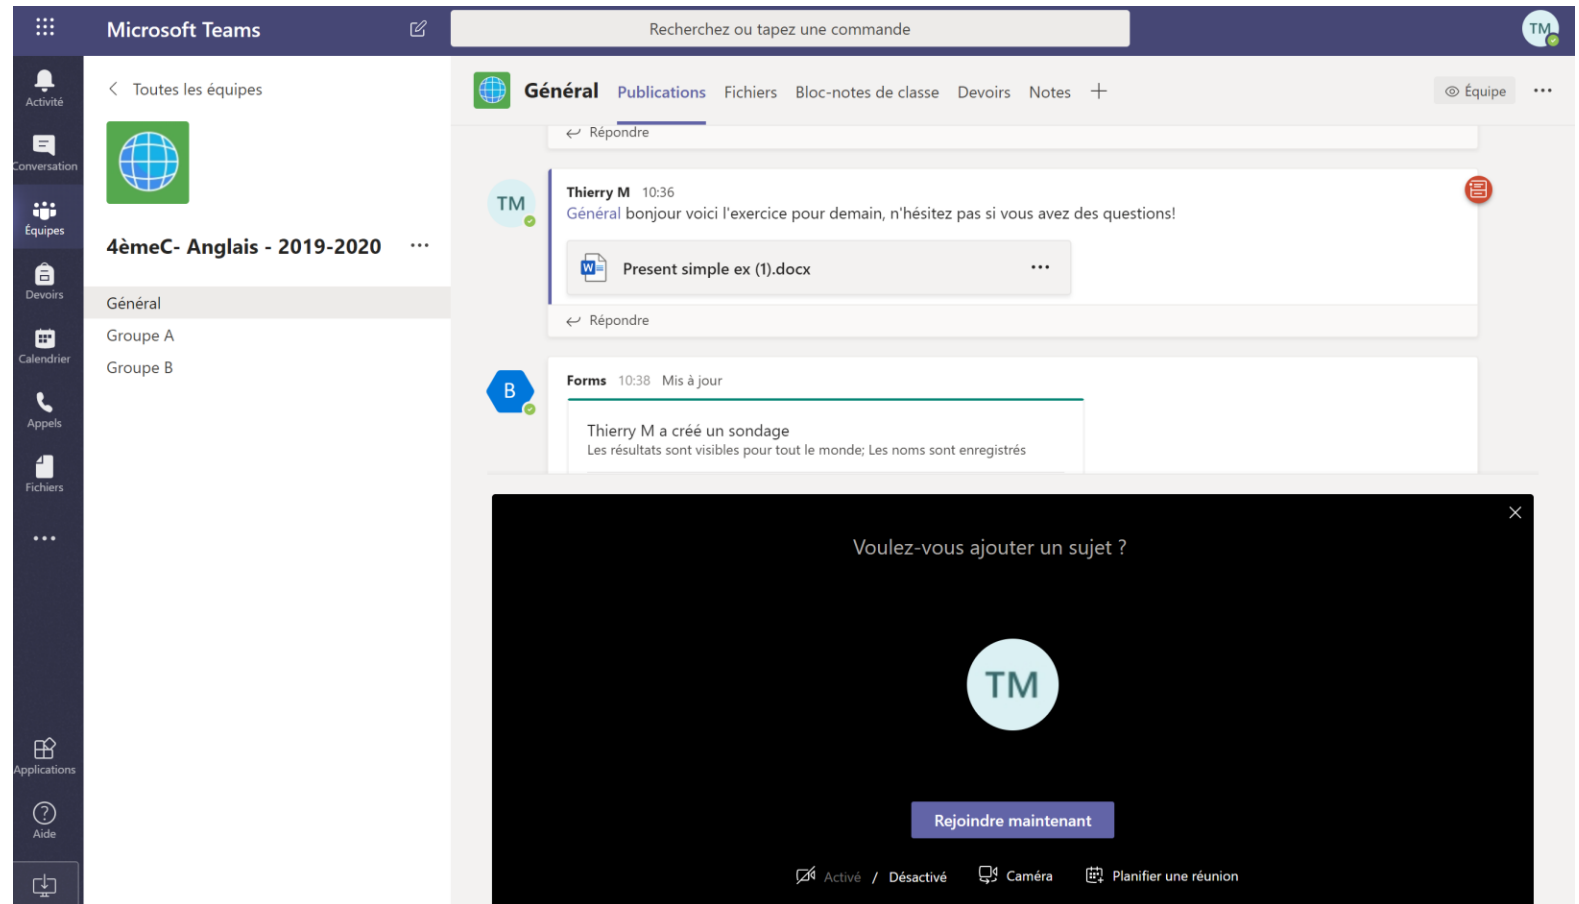 Microsoft Teams
Recherchez ou tapez une commande
TM
Activité
Conversation
Équipes
Devoirs
Calendrier
Appels
Fichiers
Applications
Aide
Toutes les équipes
4èmeC- Anglais - 2019-2020
Général
Groupe A
Groupe B
Général Publications Fichiers Bloc-notes de classe Devoirs Notes
Équipe
Répondre
TM
Thierry M 10:36
Général bonjour voici l'exercice pour demain, n'hésitez pas si vous avez des questions!
W
Present simple ex (1).docx
Répondre
B
Forms 10:38 Mis à jour
Thierry M a créé un sondage
Les résultats sont visibles pour tout le monde; Les noms sont enregistrés
Voulez-vous ajouter un sujet ?
TM
Rejoindre maintenant
Activé / Désactivé Caméra Planifier une réunion